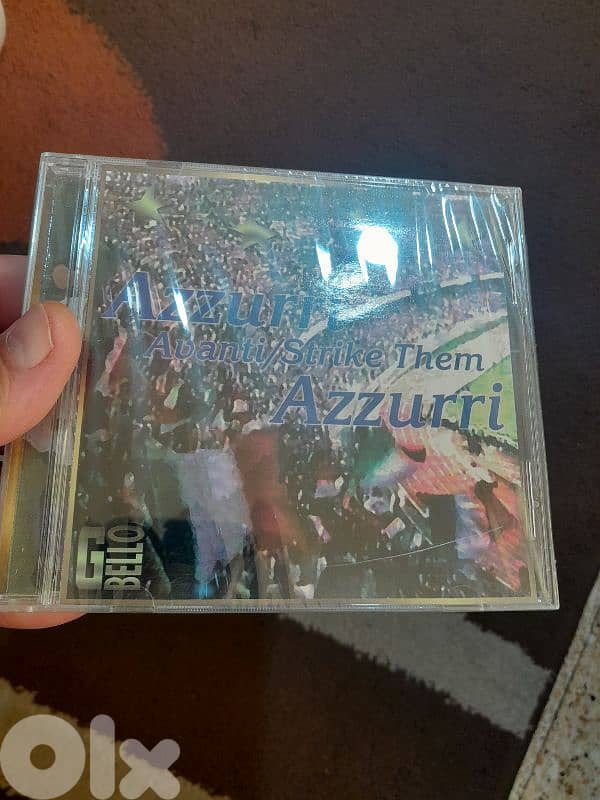 Azzurri
Avanti/Strike Them
Azzurri
G
BELLO
Olx